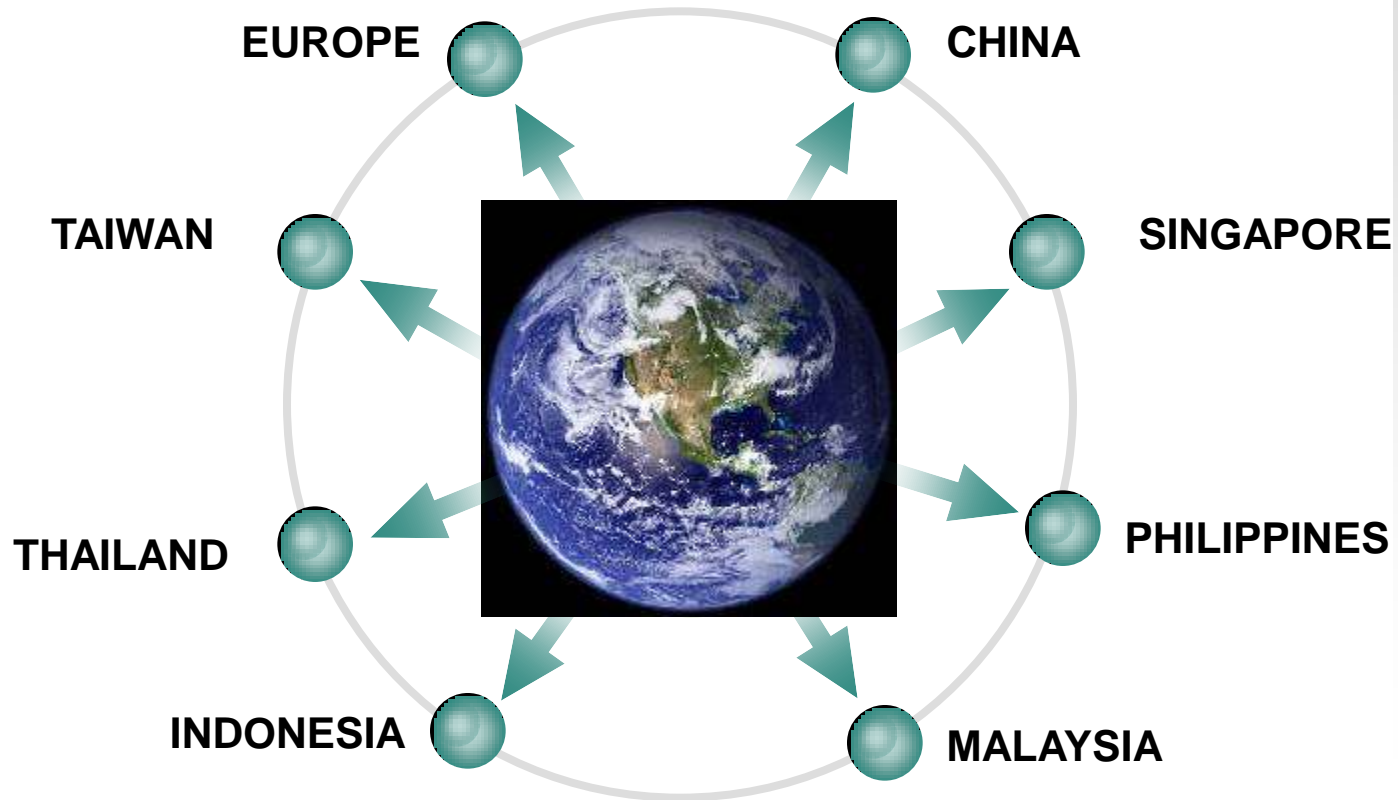 EUROPE
CHINA
TAIWAN
SINGAPORE
THAILAND
PHILIPPINES
INDONESIA
MALAYSIA